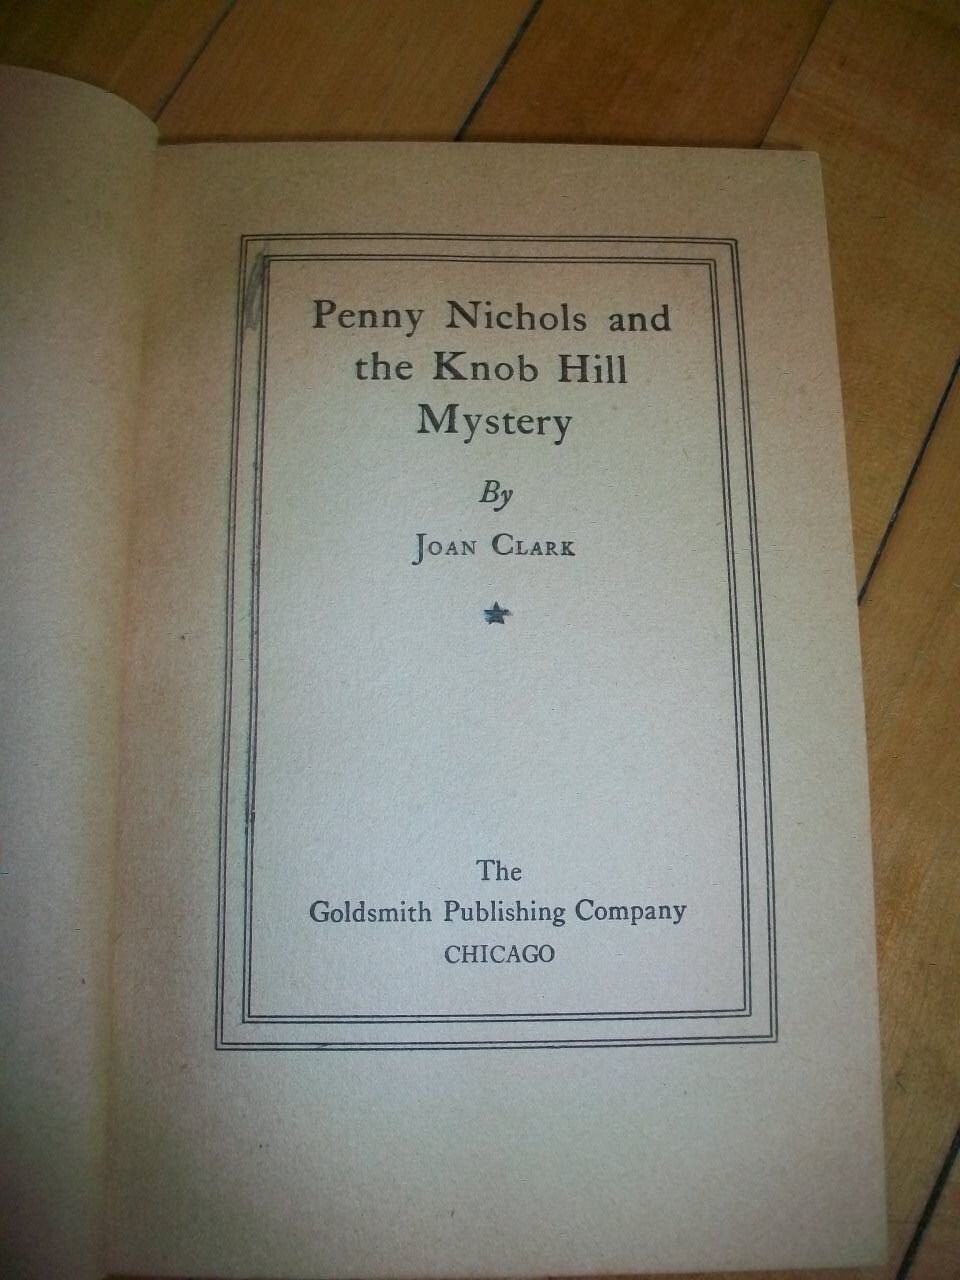 Penny Nichols and
the Knob Hill
Mystery
By
Joan Clark
The
Goldsmith Publishing Company
CHICAGO